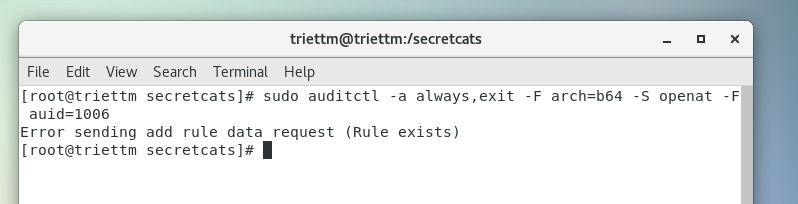 triettm@triettm:/secretcats
File Edit View Search Terminal Help
[root@triettm secretcats]# sudo auditctl -a always,exit -F arch=b64 -S openat -F
 auid=1006
Error sending add rule data request (Rule exists)
[root@triettm secretcats]#